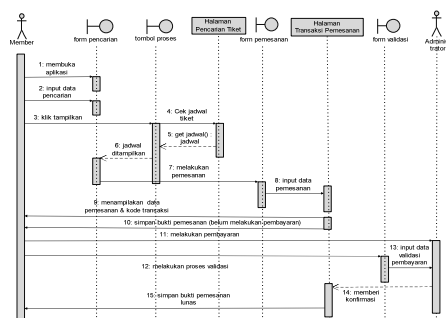 Member
form pencarian
tombol proses
Halaman
Pencarian Tiket
form pemesanan
Halaman
Transaksi Pemesanan
form validasi
Admini
trator
1: membuka
aplikasi
2: input data
pencarian
3: klik tampilkan
4: Cek jadwal
tiket
5: get jadwal() :
jadwal
6: jadwal
ditampilkan
7: melakukan
pemesanan
8: input data
pemesanan
9: menampilakan data
pemesanan & kode transaksi
10: simpan bukti pemesanan (belum melakukan pembayaran)
11: melakukan pembayaran
12: melakukan proses validasi
13: input data
validasi
pembayaran
14: memberi
konfirmasi
15: simpan bukti pemesanan
lunas